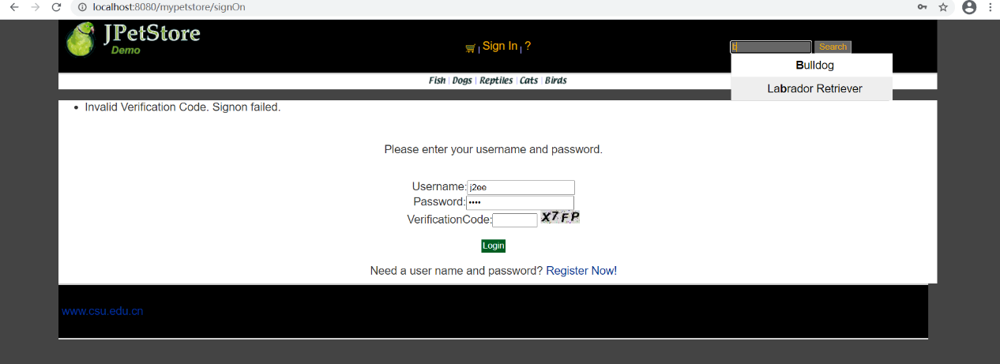 localhost:8080/mypetstore/signOn
JPetStore
Demo
Sign In | ?
b
Search
Bulldog
Labrador Retriever
Fish | Dogs | Reptiles | Cats | Birds
• Invalid Verification Code. Signon failed.
Please enter your username and password.
Username: j2ee
Password: ••••
VerificationCode: X7FP
Login
Need a user name and password? Register Now!
www.csu.edu.cn